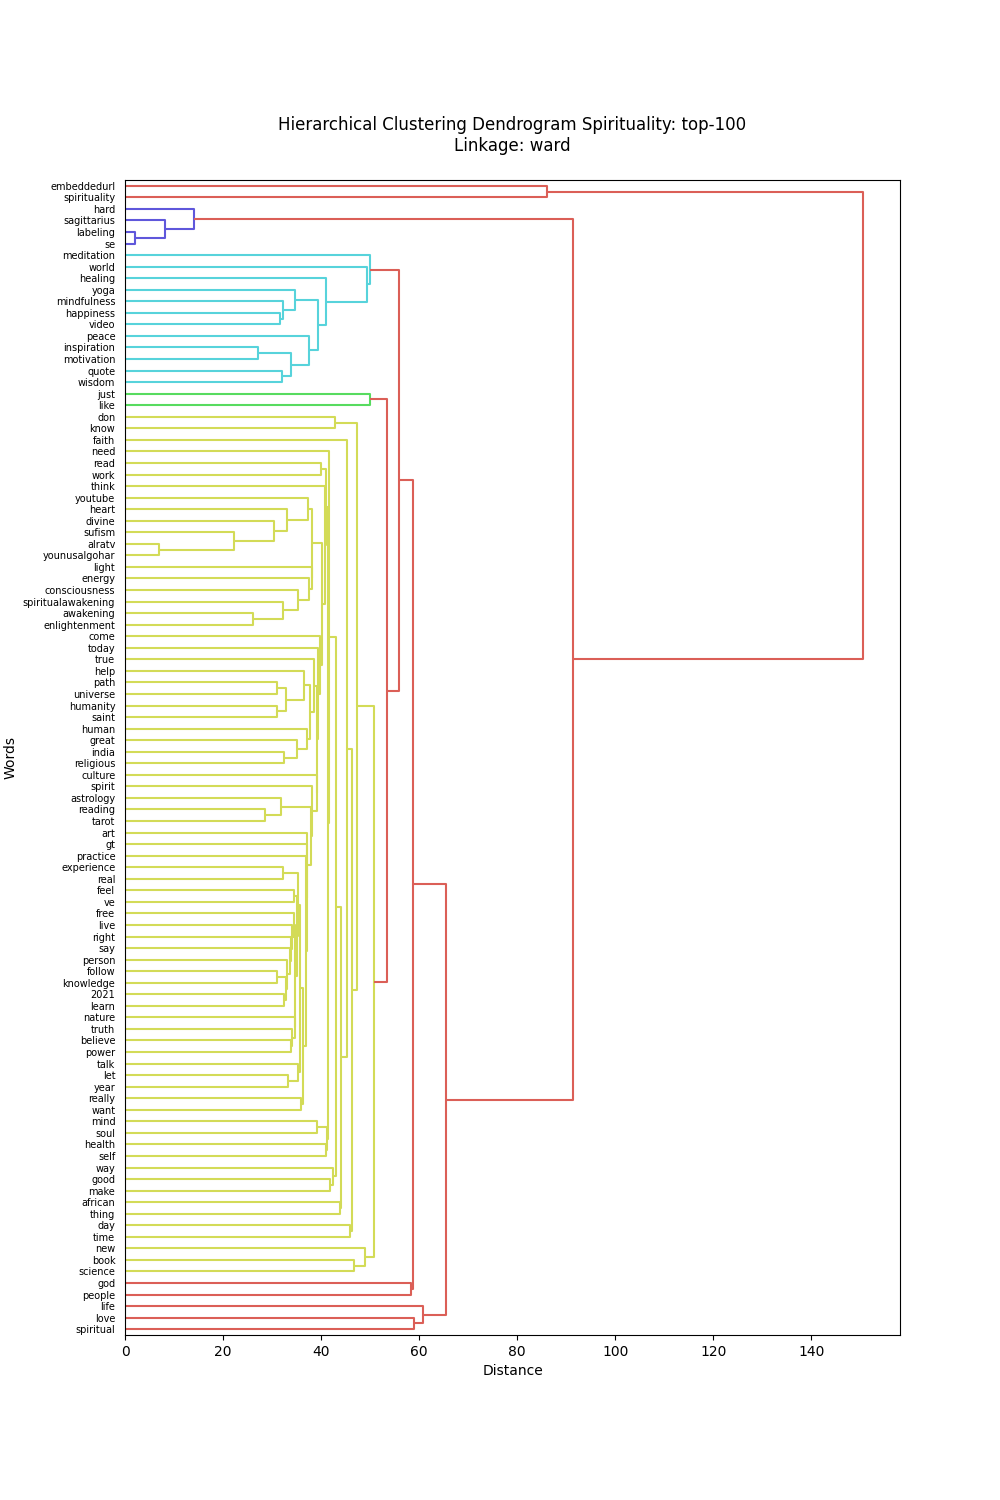 Hierarchical Clustering Dendrogram Spirituality: top-100
Linkage: ward
embeddedurl
spirituality
hard
sagittarius
labeling
se
meditation
world
healing
yoga
mindfulness
happiness
video
peace
inspiration
motivation
quote
wisdom
just
like
don
know
faith
need
read
work
think
youtube
heart
divine
sufism
alratv
younusalgohar
light
energy
consciousness
spiritualawakening
awakening
enlightenment
come
today
true
help
path
universe
humanity
saint
human
great
india
religious
culture
spirit
astrology
reading
tarot
art
gt
practice
experience
real
feel
ve
free
live
right
say
person
follow
knowledge
2021
learn
nature
truth
believe
power
talk
let
year
really
want
mind
soul
health
self
way
good
make
african
thing
day
time
new
book
science
god
people
life
love
spiritual
Words
0 20 40 60 80 100 120 140
Distance